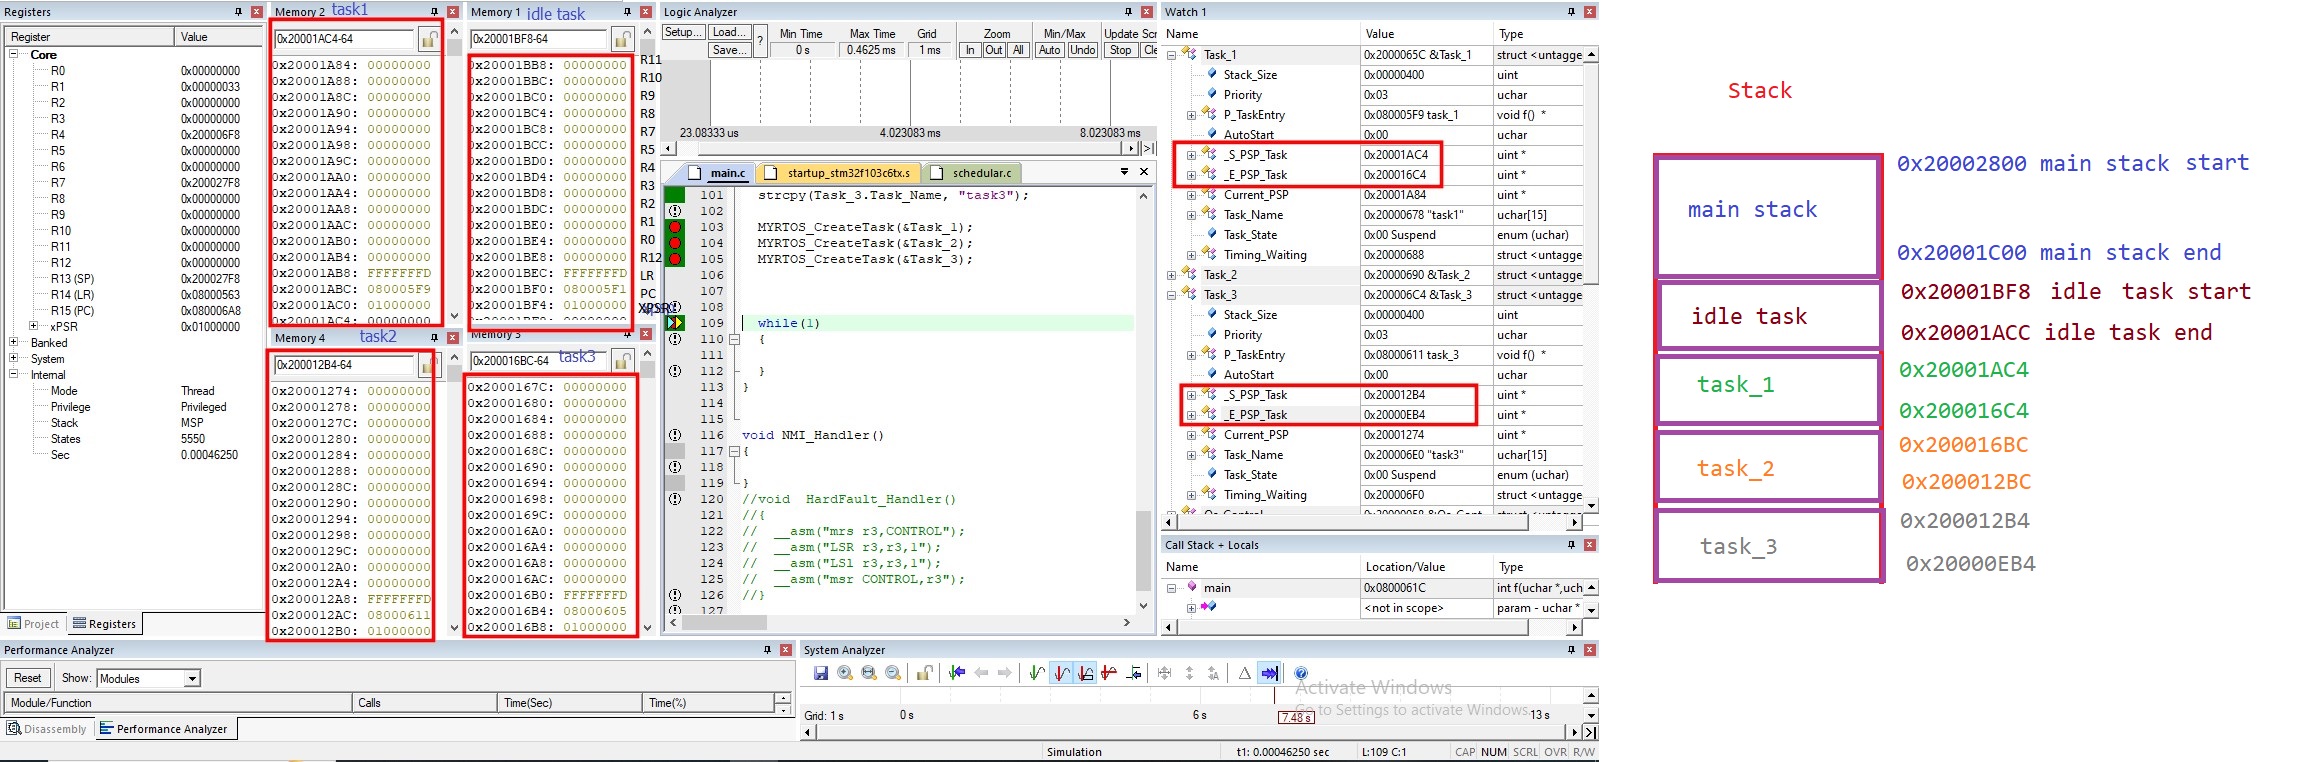 Registers
Register Value
Core
R0 0x00000000
R1 0x00000033
R2 0x00000000
R3 0x00000000
R4 0x200006F8
R5 0x00000000
R6 0x00000000
R7 0x200027F8
R8 0x00000000
R9 0x00000000
R10 0x00000000
R11 0x00000000
R12 0x00000000
R13 (SP) 0x200027F8
R14 (LR) 0x08000563
R15 (PC) 0x080006A8
xPSR 0x01000000
Banked
System
Internal
Mode Thread
Privilege Privileged
Stack MSP
States 5550
Sec 0.00046250
Project Registers
Memory 2 task1
0x20001AC4-64
0x20001A84: 00000000
0x20001A88: 00000000
0x20001A8C: 00000000
0x20001A90: 00000000
0x20001A94: 00000000
0x20001A98: 00000000
0x20001A9C: 00000000
0x20001AA0: 00000000
0x20001AA4: 00000000
0x20001AA8: 00000000
0x20001AAC: 00000000
0x20001AB0: 00000000
0x20001AB4: 00000000
0x20001AB8: FFFFFFFD
0x20001ABC: 080005F9
0x20001AC0: 01000000
0x20001AC4: 00000000
Memory 1 idle task
0x20001BF8-64
0x20001BB8: 00000000
0x20001BBC: 00000000
0x20001BC0: 00000000
0x20001BC4: 00000000
0x20001BC8: 00000000
0x20001BCC: 00000000
0x20001BD0: 00000000
0x20001BD4: 00000000
0x20001BD8: 00000000
0x20001BDC: 00000000
0x20001BE0: 00000000
0x20001BE4: 00000000
0x20001BE8: 00000000
0x20001BEC: FFFFFFFD
0x20001BF0: 080005F1
0x20001BF4: 01000000
R11
R10
R9
R8
R7
R5
R4
R3
R2
R1
R0
R12
LR
PC
XPSR
Memory 4 task2
0x200012B4-64
0x20001274: 00000000
0x20001278: 00000000
0x2000127C: 00000000
0x20001280: 00000000
0x20001284: 00000000
0x20001288: 00000000
0x2000128C: 00000000
0x20001290: 00000000
0x20001294: 00000000
0x20001298: 00000000
0x2000129C: 00000000
0x200012A0: 00000000
0x200012A4: 00000000
0x200012A8: FFFFFFFD
0x200012AC: 08000611
0x200012B0: 01000000
Memory 3
0x200016BC-64 task3
0x2000167C: 00000000
0x20001680: 00000000
0x20001684: 00000000
0x20001688: 00000000
0x2000168C: 00000000
0x20001690: 00000000
0x20001694: 00000000
0x20001698: 00000000
0x2000169C: 00000000
0x200016A0: 00000000
0x200016A4: 00000000
0x200016A8: 00000000
0x200016AC: 00000000
0x200016B0: FFFFFFFD
0x200016B4: 08000605
0x200016B8: 01000000
Logic Analyzer
Setup... Load... Min Time Max Time Grid Zoom Min/Max Update Scr
Save... ? 0 s 0.4625 ms 1 ms In Out All Auto Undo Stop Cle
23.08333 us 4.023083 ms 8.023083 ms
main.c startup_stm32f103c6tx.s schedular.c
101 strcpy(Task_3.Task_Name, "task3");
102
103 MYRTOS_CreateTask(&Task_1);
104 MYRTOS_CreateTask(&Task_2);
105 MYRTOS_CreateTask(&Task_3);
106
107
108
109 while(1)
110 {
111
112 }
113 }
114
115
116 void NMI_Handler()
117 {
118
119 }
120 //void HardFault_Handler()
121 //{
122 // __asm("mrs r3,CONTROL");
123 // __asm("LSR r3,r3,1");
124 // __asm("LSl r3,r3,1");
125 // __asm("msr CONTROL,r3");
126 //}
127
Watch 1
Name Value Type
Task_1 0x2000065C &Task_1 struct <untagge
Stack_Size 0x00000400 uint
Priority 0x03 uchar
P_TaskEntry 0x080005F9 task_1 void f() *
AutoStart 0x00 uchar
_S_PSP_Task 0x20001AC4 uint *
_E_PSP_Task 0x200016C4 uint *
Current_PSP 0x20001A84 uint *
Task_Name 0x20000678 "task1" uchar[15]
Task_State 0x00 Suspend enum (uchar)
Timing_Waiting 0x20000688 struct <untagge
Task_2 0x20000690 &Task_2 struct <untagge
Task_3 0x200006C4 &Task_3 struct <untagge
Stack_Size 0x00000400 uint
Priority 0x03 uchar
P_TaskEntry 0x08000611 task_3 void f() *
AutoStart 0x00 uchar
_S_PSP_Task 0x200012B4 uint *
_E_PSP_Task 0x20000EB4 uint *
Current_PSP 0x20001274 uint *
Task_Name 0x200006E0 "task3" uchar[15]
Task_State 0x00 Suspend enum (uchar)
Timing_Waiting 0x200006F0 struct <untagge
Call Stack + Locals
Name Location/Value Type
main 0x0800061C int f(uchar *,uch
<not in scope> param - uchar *
Performance Analyzer
Reset Show: Modules
Module/Function Calls Time(Sec) Time(%)
Disassembly Performance Analyzer
System Analyzer
Activate Windows
Go to Settings to activate Windows.
Grid: 1 s 0s 6 s 7.48 s 13 s
Simulation t1: 0.00046250 sec L:109 C:1 CAP NUM SCRL OVR R/W
Stack
0x20002800 main stack start
main stack
0x20001C00 main stack end
0x20001BF8 idle task start
idle task
0x20001ACC idle task end
0x20001AC4
task_1
0x200016C4
0x200016BC
task_2
0x200012BC
0x200012B4
task_3
0x20000EB4